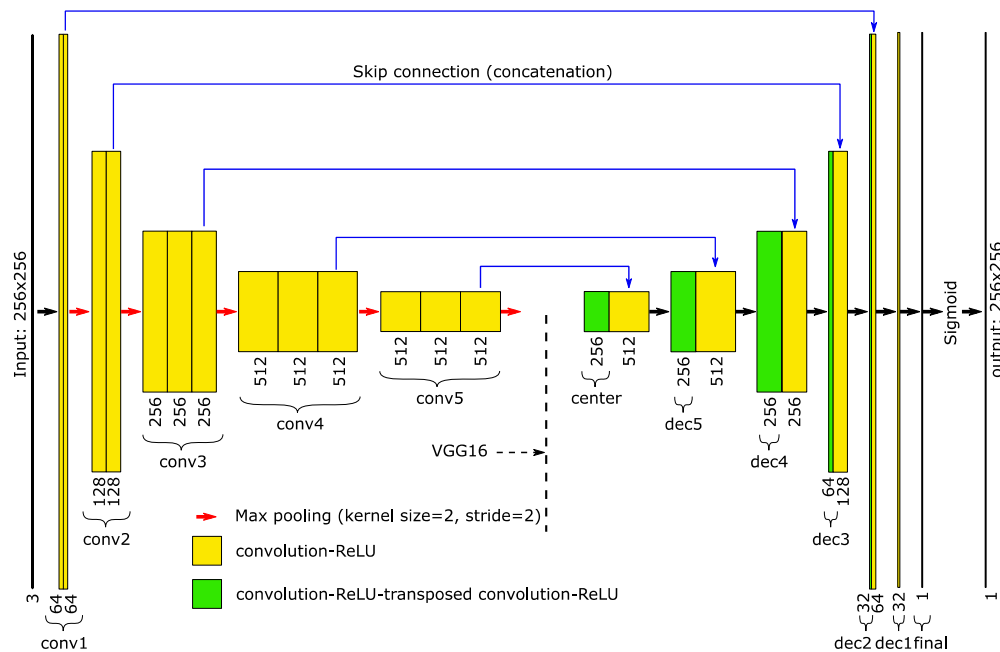 Skip connection (concatenation)
Input: 256x256
3
64
64
conv1
128
128
conv2
256
256
256
conv3
512
512
512
conv4
512
512
512
conv5
VGG16
256
512
center
256
512
dec5
256
256
dec4
64
128
dec3
32
64
dec2
32
dec1
1
final
Sigmoid
output: 256x256
1
Max pooling (kernel size=2, stride=2)
convolution-ReLU
convolution-ReLU-transposed convolution-ReLU